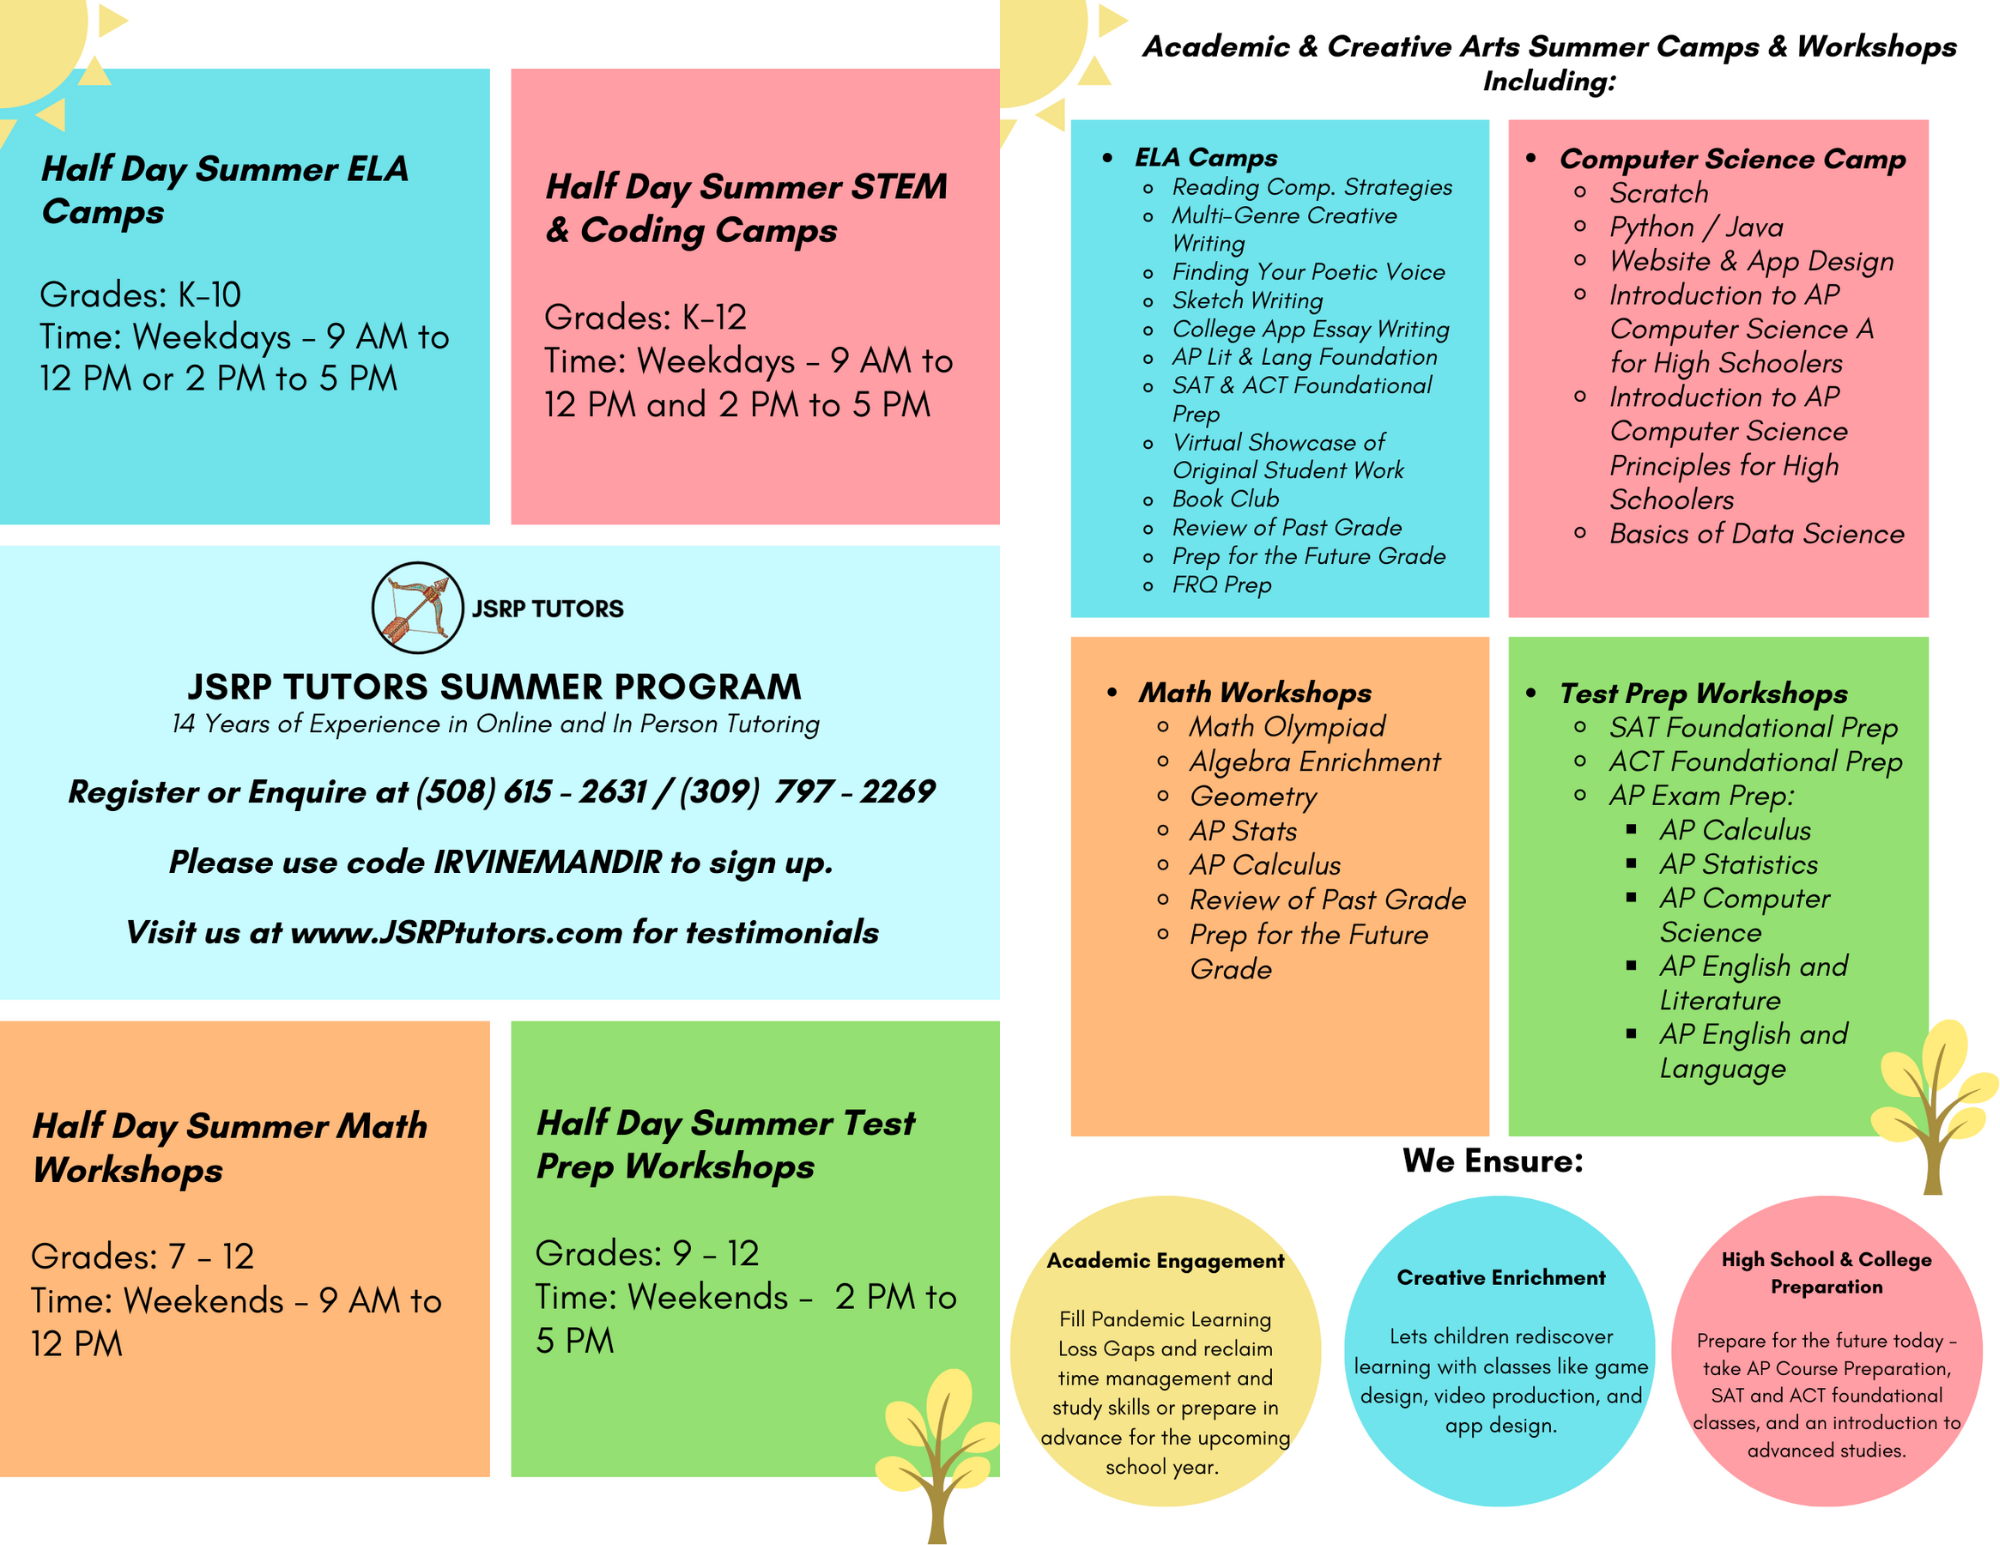 Half Day Summer ELA
Camps
Grades: K-10
Time: Weekdays - 9 AM to
12 PM or 2 PM to 5 PM
Half Day Summer STEM
& Coding Camps
Grades: K-12
Time: Weekdays - 9 AM to
12 PM and 2 PM to 5 PM
JSRP TUTORS
JSRP TUTORS SUMMER PROGRAM
14 Years of Experience in Online and In Person Tutoring
Register or Enquire at (508) 615 - 2631 / (309) 797 - 2269
Please use code IRVINEMANDIR to sign up.
Visit us at www.JSRPtutors.com for testimonials
Half Day Summer Math
Workshops
Grades: 7 - 12
Time: Weekends - 9 AM to
12 PM
Half Day Summer Test
Prep Workshops
Grades: 9 - 12
Time: Weekends - 2 PM to
5 PM
Academic & Creative Arts Summer Camps & Workshops
Including:
• ELA Camps
Reading Comp. Strategies
Multi-Genre Creative
Writing
Finding Your Poetic Voice
Sketch Writing
College App Essay Writing
AP Lit & Lang Foundation
SAT & ACT Foundational
Prep
Virtual Showcase of
Original Student Work
Book Club
Review of Past Grade
Prep for the Future Grade
FRQ Prep
• Computer Science Camp
Scratch
Python / Java
Website & App Design
Introduction to AP
Computer Science A
for High Schoolers
Introduction to AP
Computer Science
Principles for High
Schoolers
Basics of Data Science
• Math Workshops
Math Olympiad
Algebra Enrichment
Geometry
AP Stats
AP Calculus
Review of Past Grade
Prep for the Future
Grade
• Test Prep Workshops
SAT Foundational Prep
ACT Foundational Prep
AP Exam Prep:
AP Calculus
AP Statistics
AP Computer
Science
AP English and
Literature
AP English and
Language
We Ensure:
Academic Engagement
Fill Pandemic Learning
Loss Gaps and reclaim
time management and
study skills or prepare in
advance for the upcoming
school year.
Creative Enrichment
Lets children rediscover
learning with classes like game
design, video production, and
app design.
High School & College
Preparation
Prepare for the future today -
take AP Course Preparation,
SAT and ACT foundational
classes, and an introduction to
advanced studies.